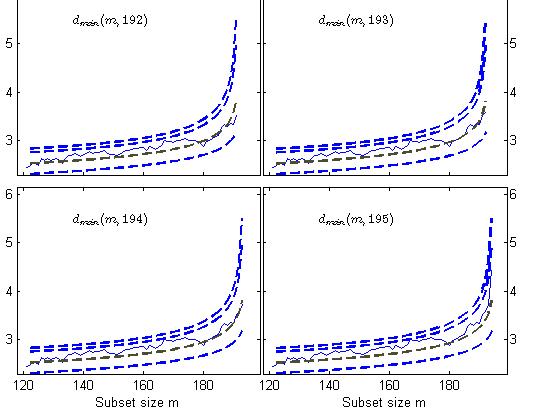 d_min(m, 192) d_min(m, 193)
5 5
4 4
3 3
6 6
d_min(m, 194) d_min(m, 195)
5 5
4 4
3 3
120 140 160 180 120 140 160 180
Subset size m Subset size m